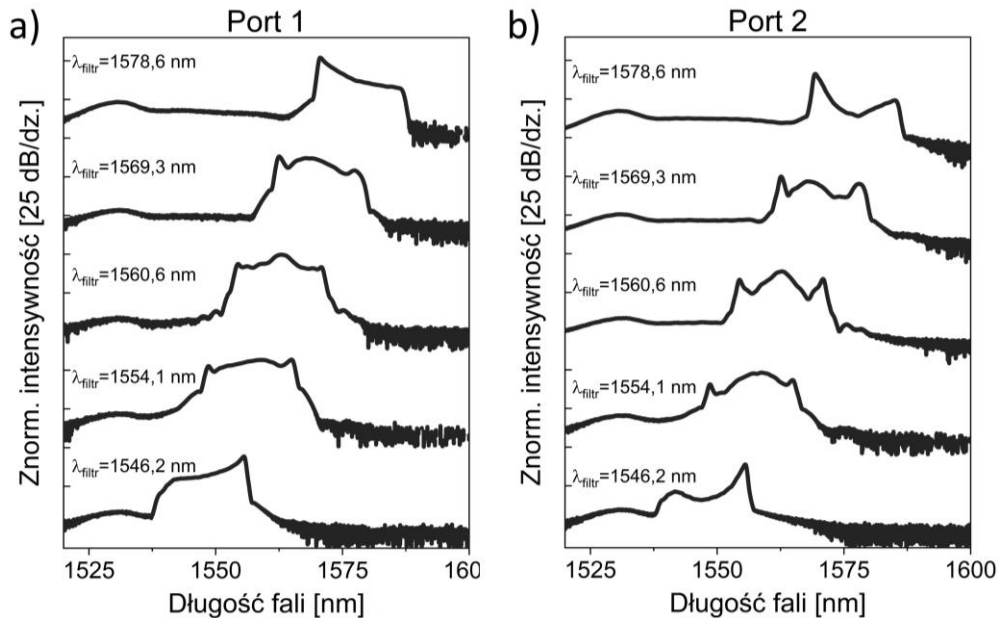 a)
Port 1
Znorm. intensywność [25 dB/dz.]
λfiltr=1578,6 nm
λfiltr=1569,3 nm
λfiltr=1560,6 nm
λfiltr=1554,1 nm
λfiltr=1546,2 nm
1525 1550 1575 160
Długość fali [nm]
b)
Port 2
Znorm. intensywność [25 dB/dz.]
λfiltr=1578,6 nm
λfiltr=1569,3 nm
λfiltr=1560,6 nm
λfiltr=1554,1 nm
λfiltr=1546,2 nm
1525 1550 1575 1600
Długość fali [nm]